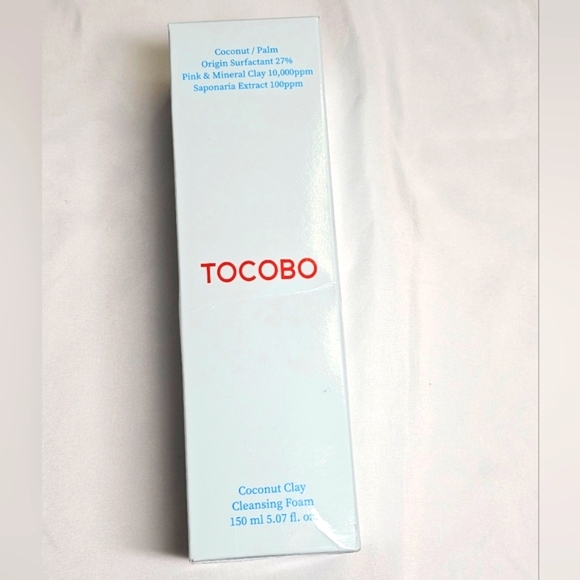 Coconut / Palm
Origin Surfactant 27%
Pink & Mineral Clay 10,000ppm
Saponaria Extract 100ppm
TOCOBO
Coconut Clay
Cleansing Foam
150 ml 5.07 fl. oz